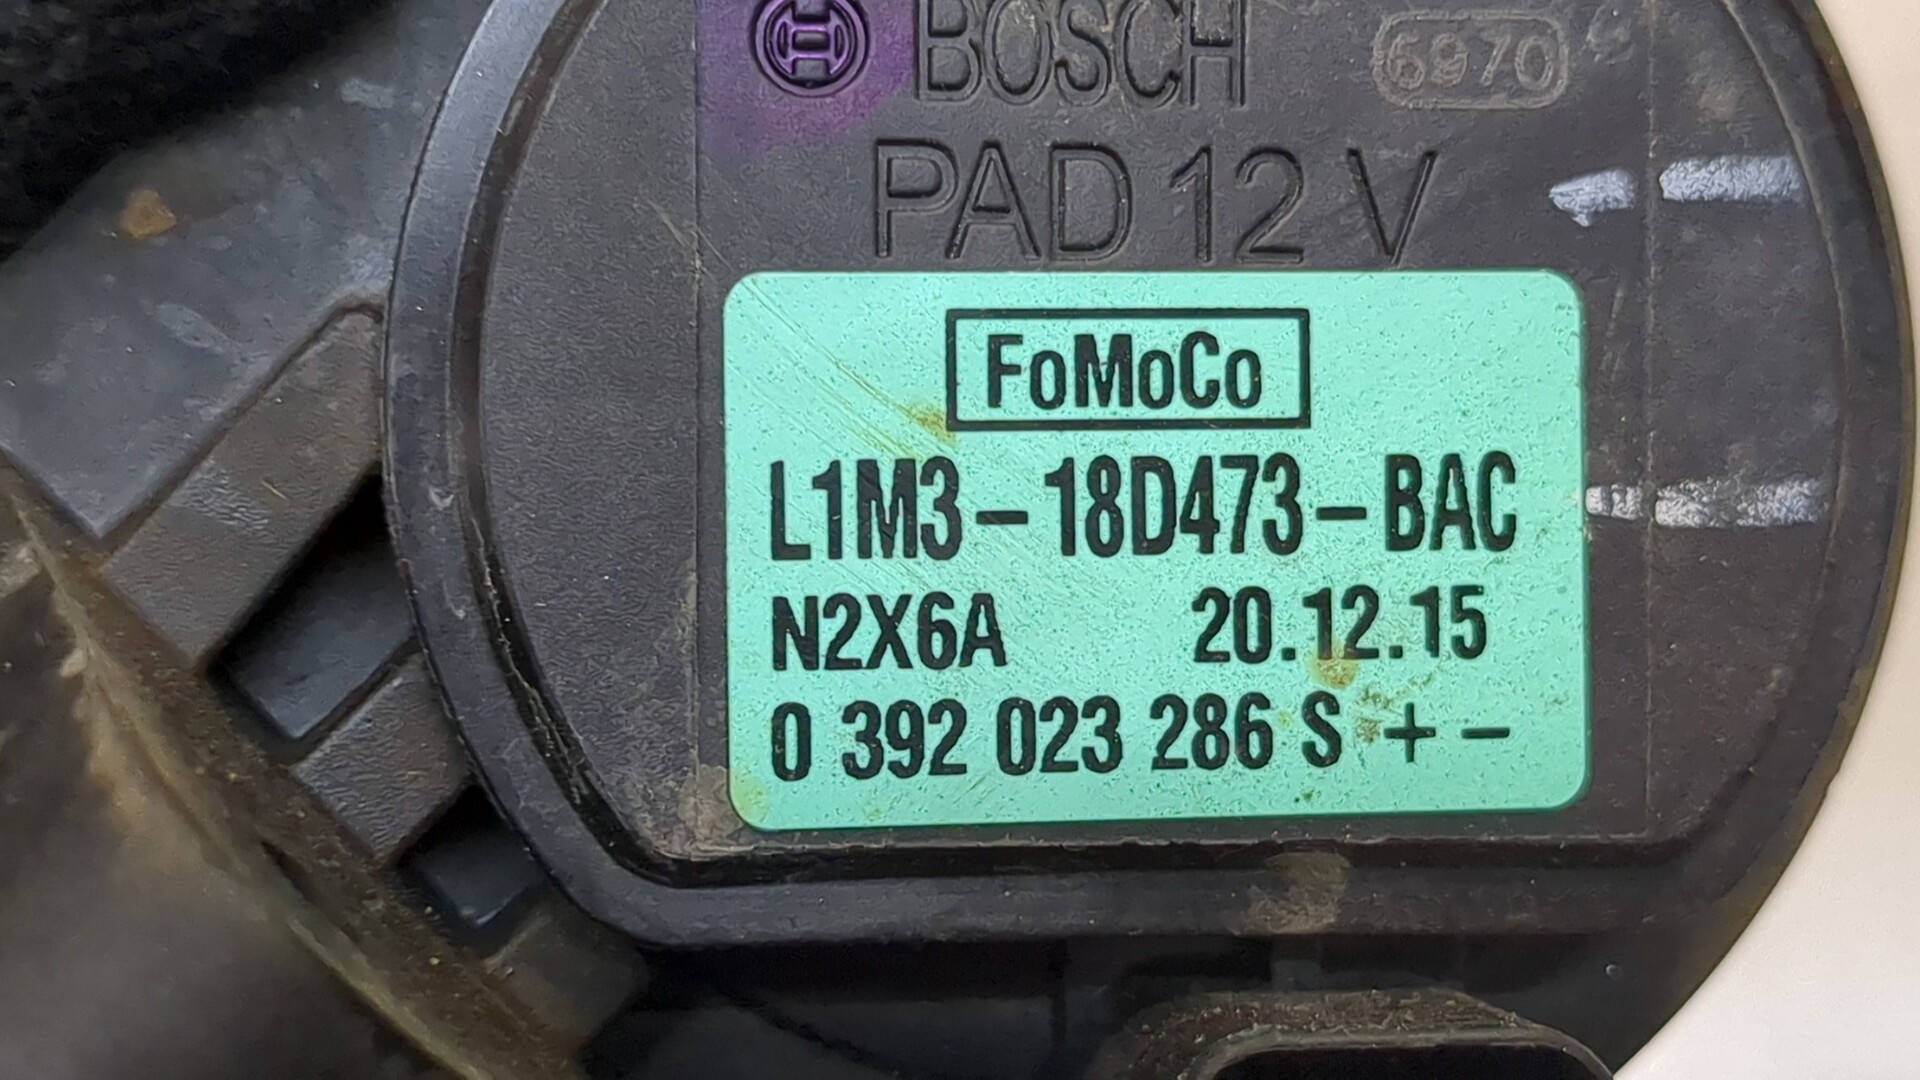 BOSCH 6970
PAD 12 V
FoMoCo
L1M3-18D473-BAC
N2X6A 20.12.15
0 392 023 286 S + -